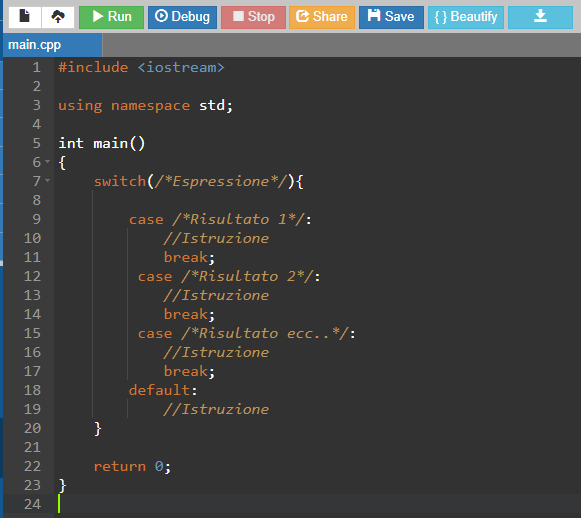 Run Debug Stop Share Save { } Beautify
main.cpp
1 #include <iostream>
2
3 using namespace std;
4
5 int main()
6 {
7 switch(/*Espressione*/){
8
9 case /*Risultato 1*/:
10 //Istruzione
11 break;
12 case /*Risultato 2*/:
13 //Istruzione
14 break;
15 case /*Risultato ecc..*/:
16 //Istruzione
17 break;
18 default:
19 //Istruzione
20 }
21
22 return 0;
23 }
24